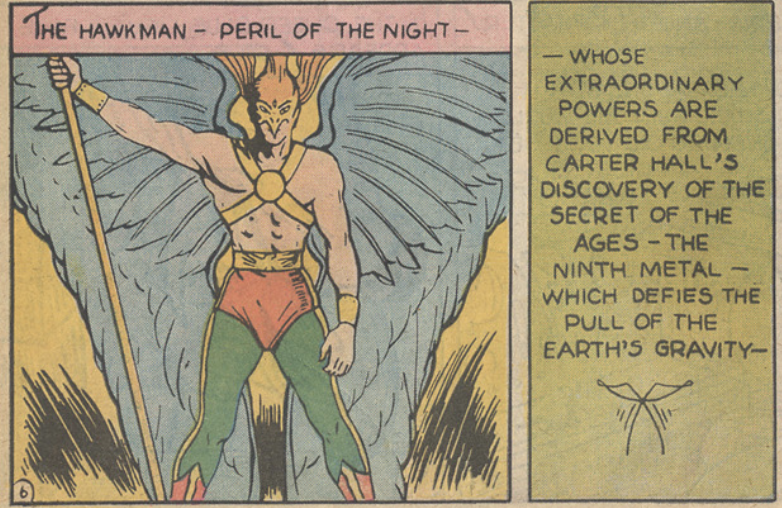 THE HAWKMAN – PERIL OF THE NIGHT –
— WHOSE
EXTRAORDINARY
POWERS ARE
DERIVED FROM
CARTER HALL'S
DISCOVERY OF THE
SECRET OF THE
AGES – THE
NINTH METAL –
WHICH DEFIES THE
PULL OF THE
EARTH'S GRAVITY—
6